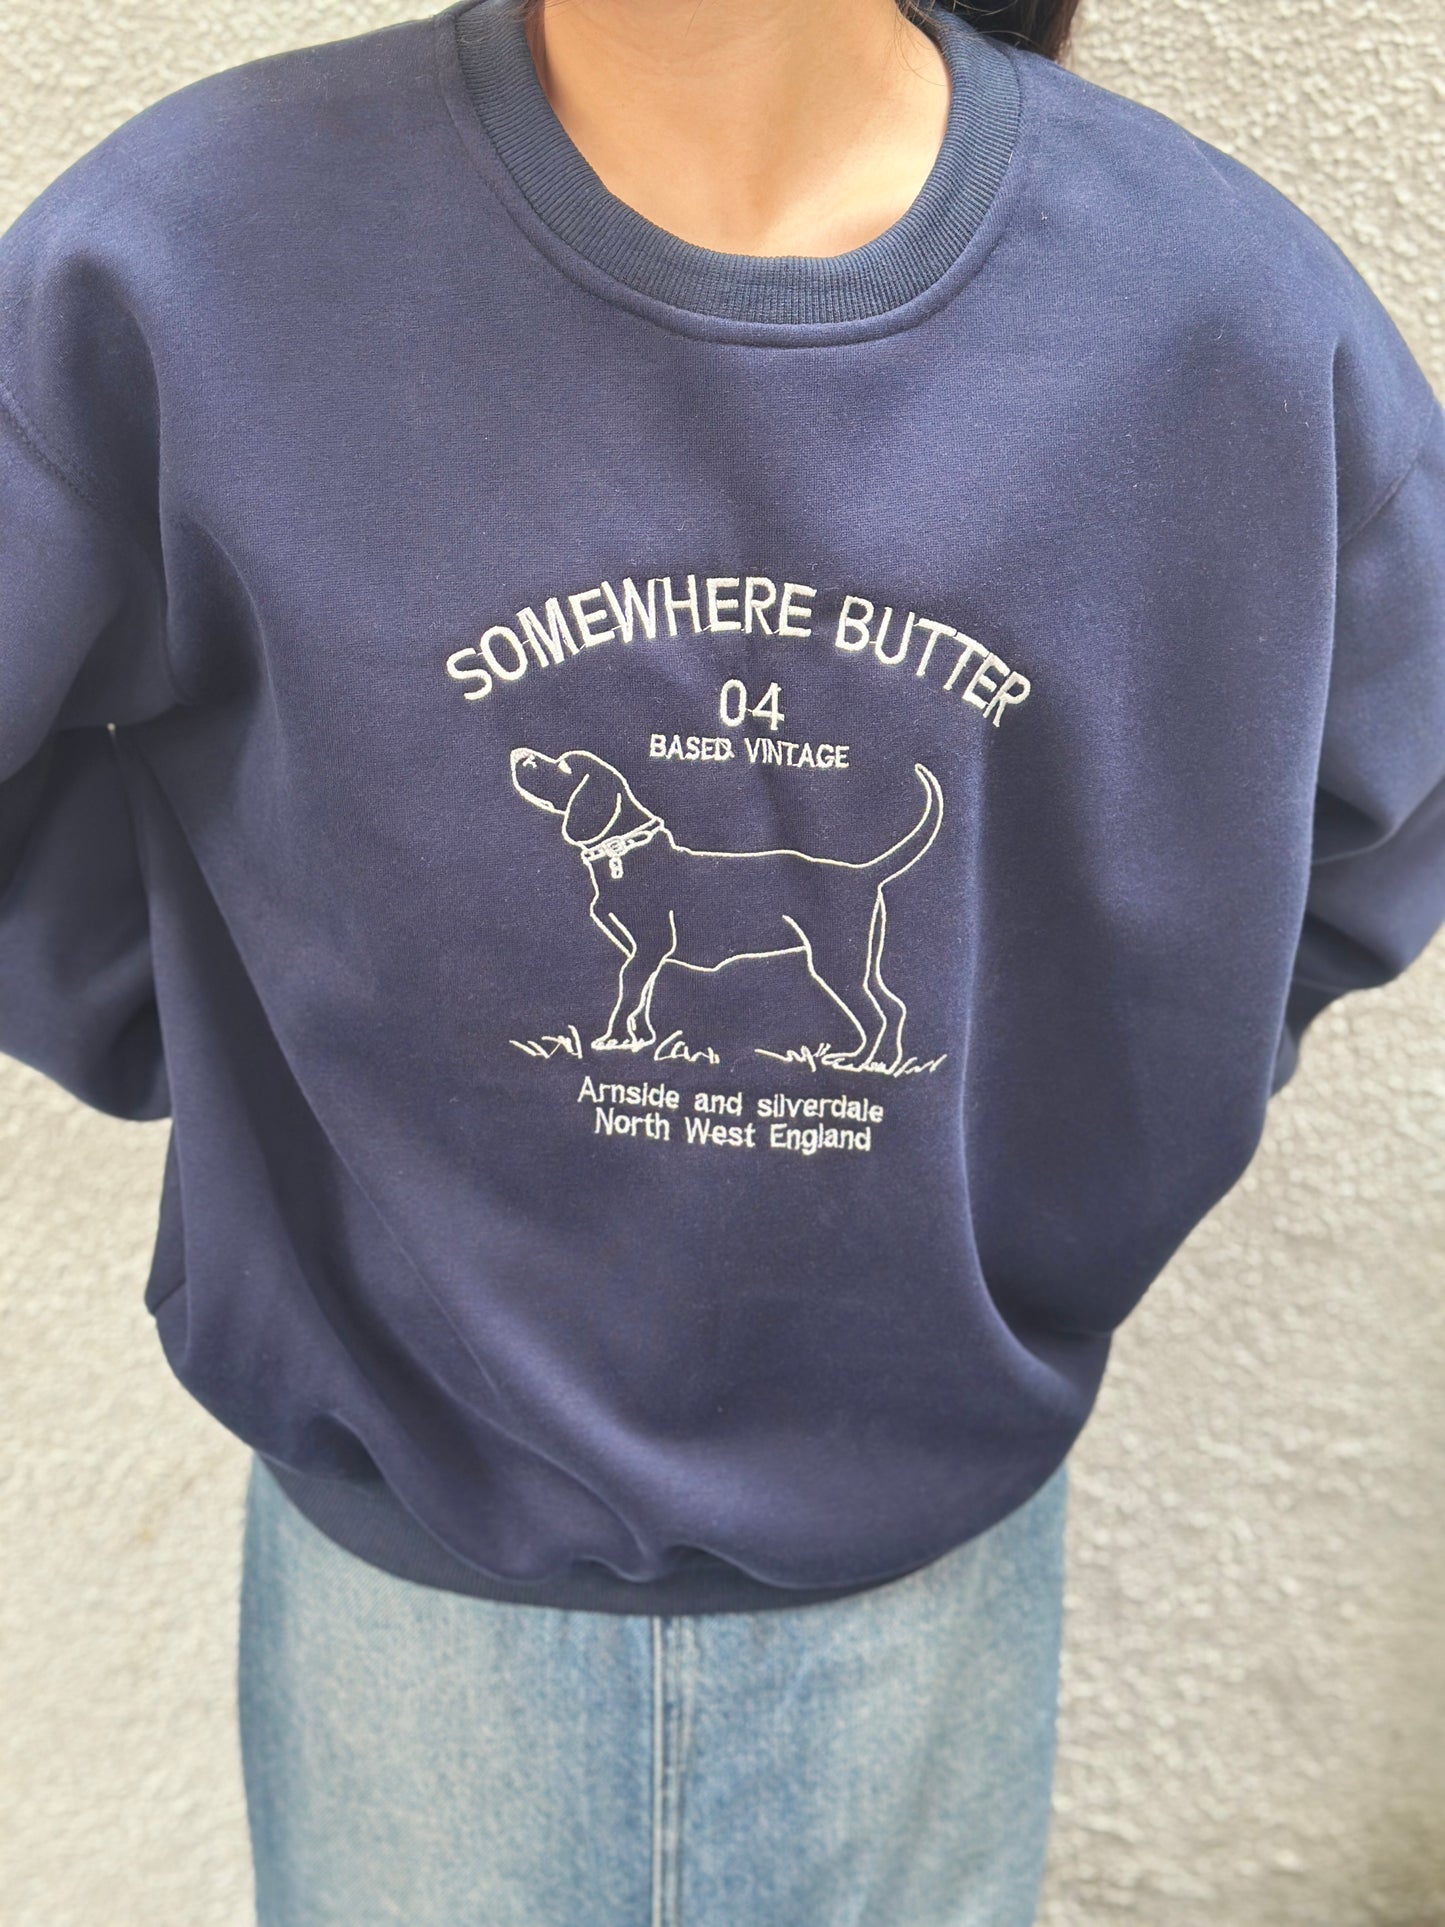 SOMEWHERE BUTTER
04
BASED VINTAGE
Arnside and silverdale
North West England